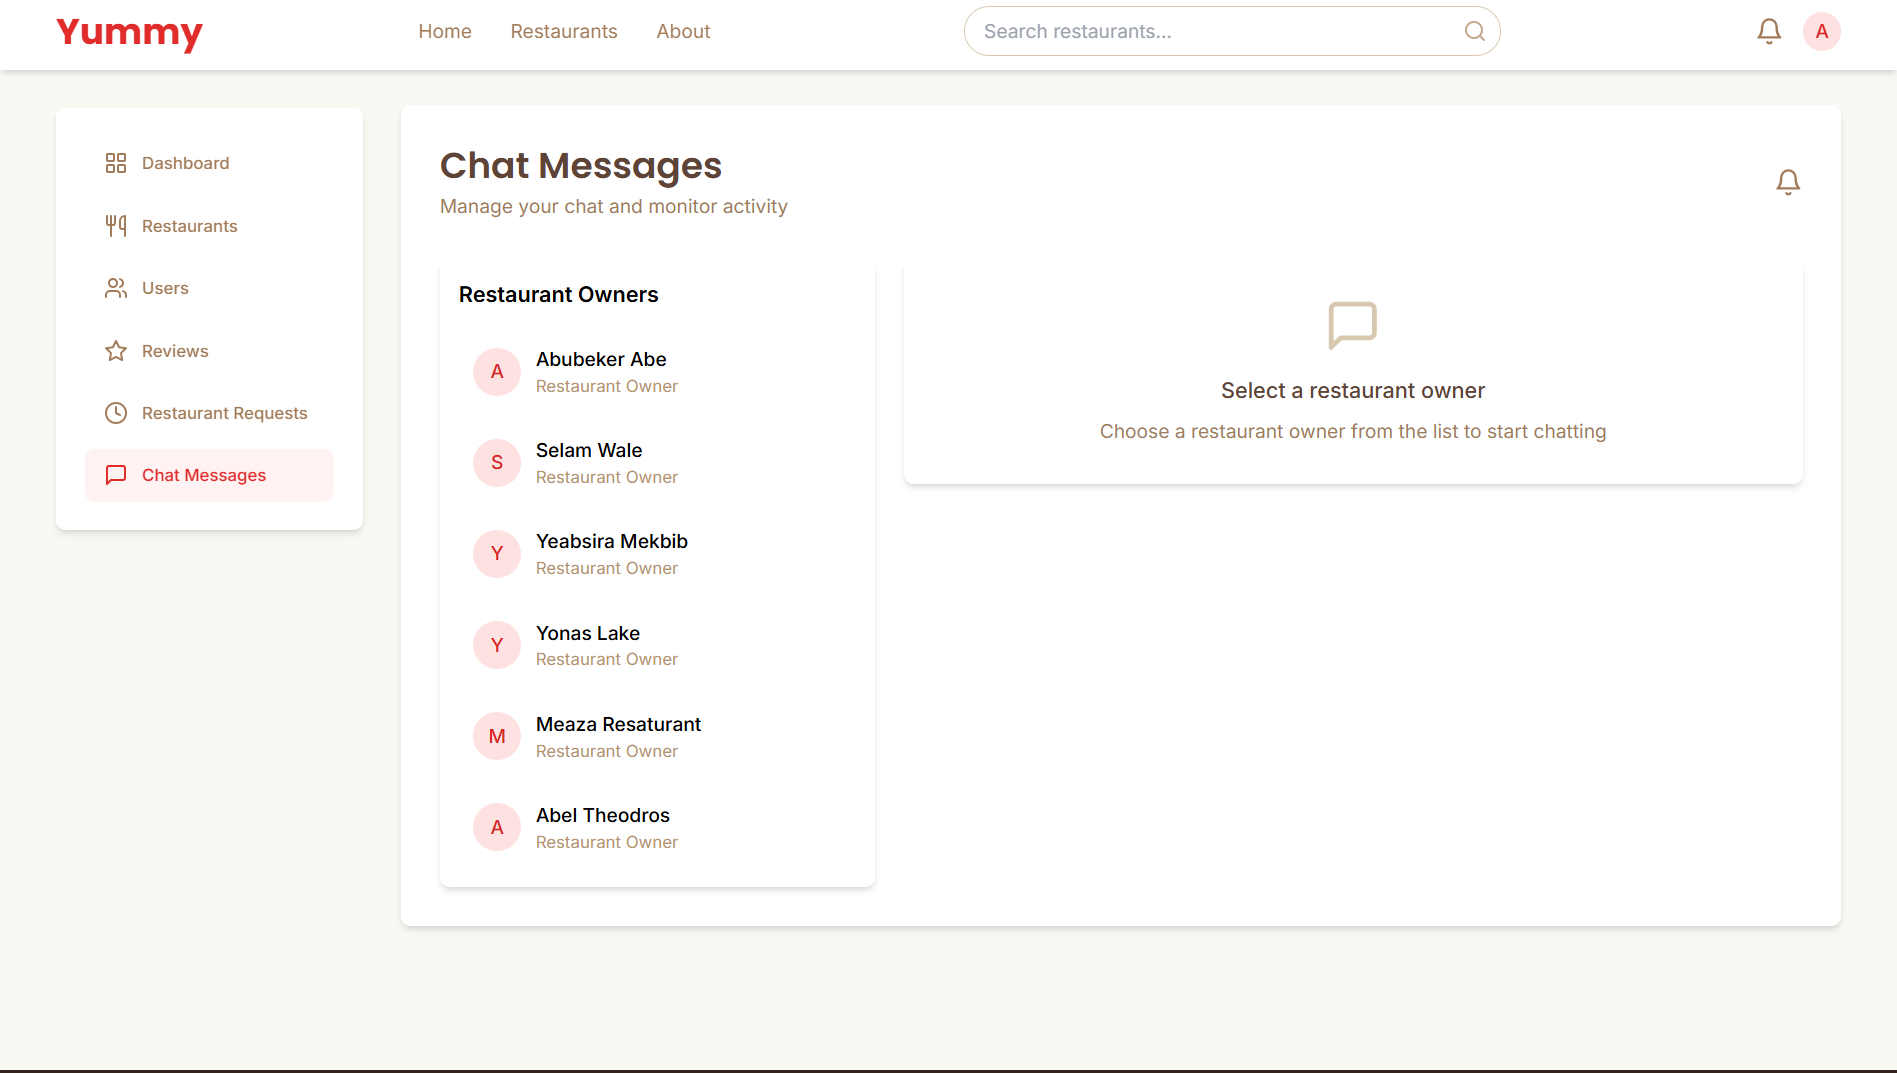 Yummy
Home Restaurants About
Search restaurants...
A
Dashboard
Restaurants
Users
Reviews
Restaurant Requests
Chat Messages
Chat Messages
Manage your chat and monitor activity
Restaurant Owners
A
Abubeker Abe
Restaurant Owner
S
Selam Wale
Restaurant Owner
Y
Yeabsira Mekbib
Restaurant Owner
Y
Yonas Lake
Restaurant Owner
M
Meaza Resaturant
Restaurant Owner
A
Abel Theodros
Restaurant Owner
Select a restaurant owner
Choose a restaurant owner from the list to start chatting